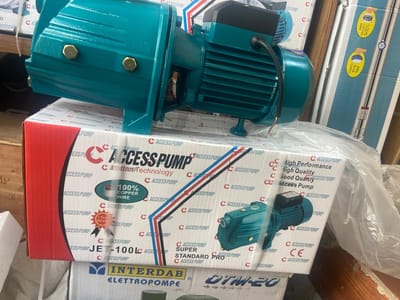 ACCESSPUMP
Italian Technology
High Performance
High Quality
Good Quality
Access Pump
100%
COPPER
WIRE
JET-100L
SUPER
STANDARD PRO
CE
INTERDAB
ELETTROPOMPE
DTM-20